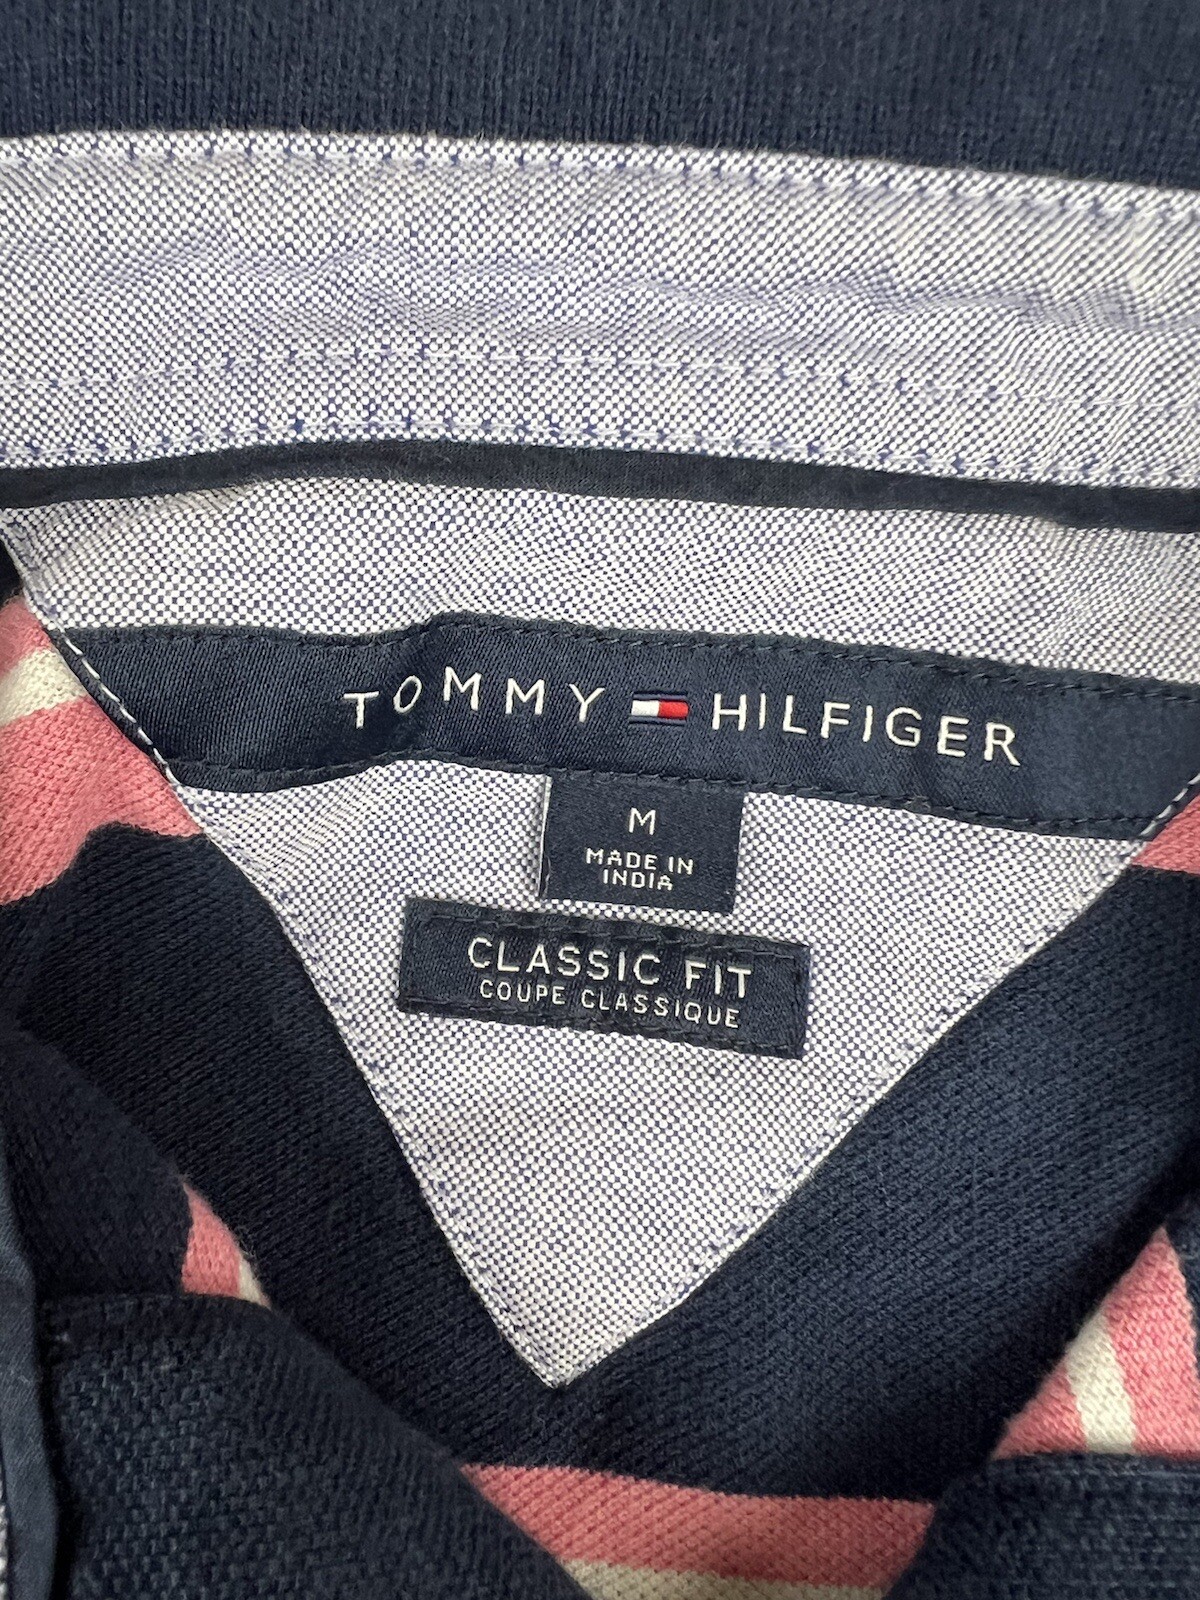 TOMMY HILFIGER
M
MADE IN
INDIA
CLASSIC FIT
COUPE CLASSIQUE